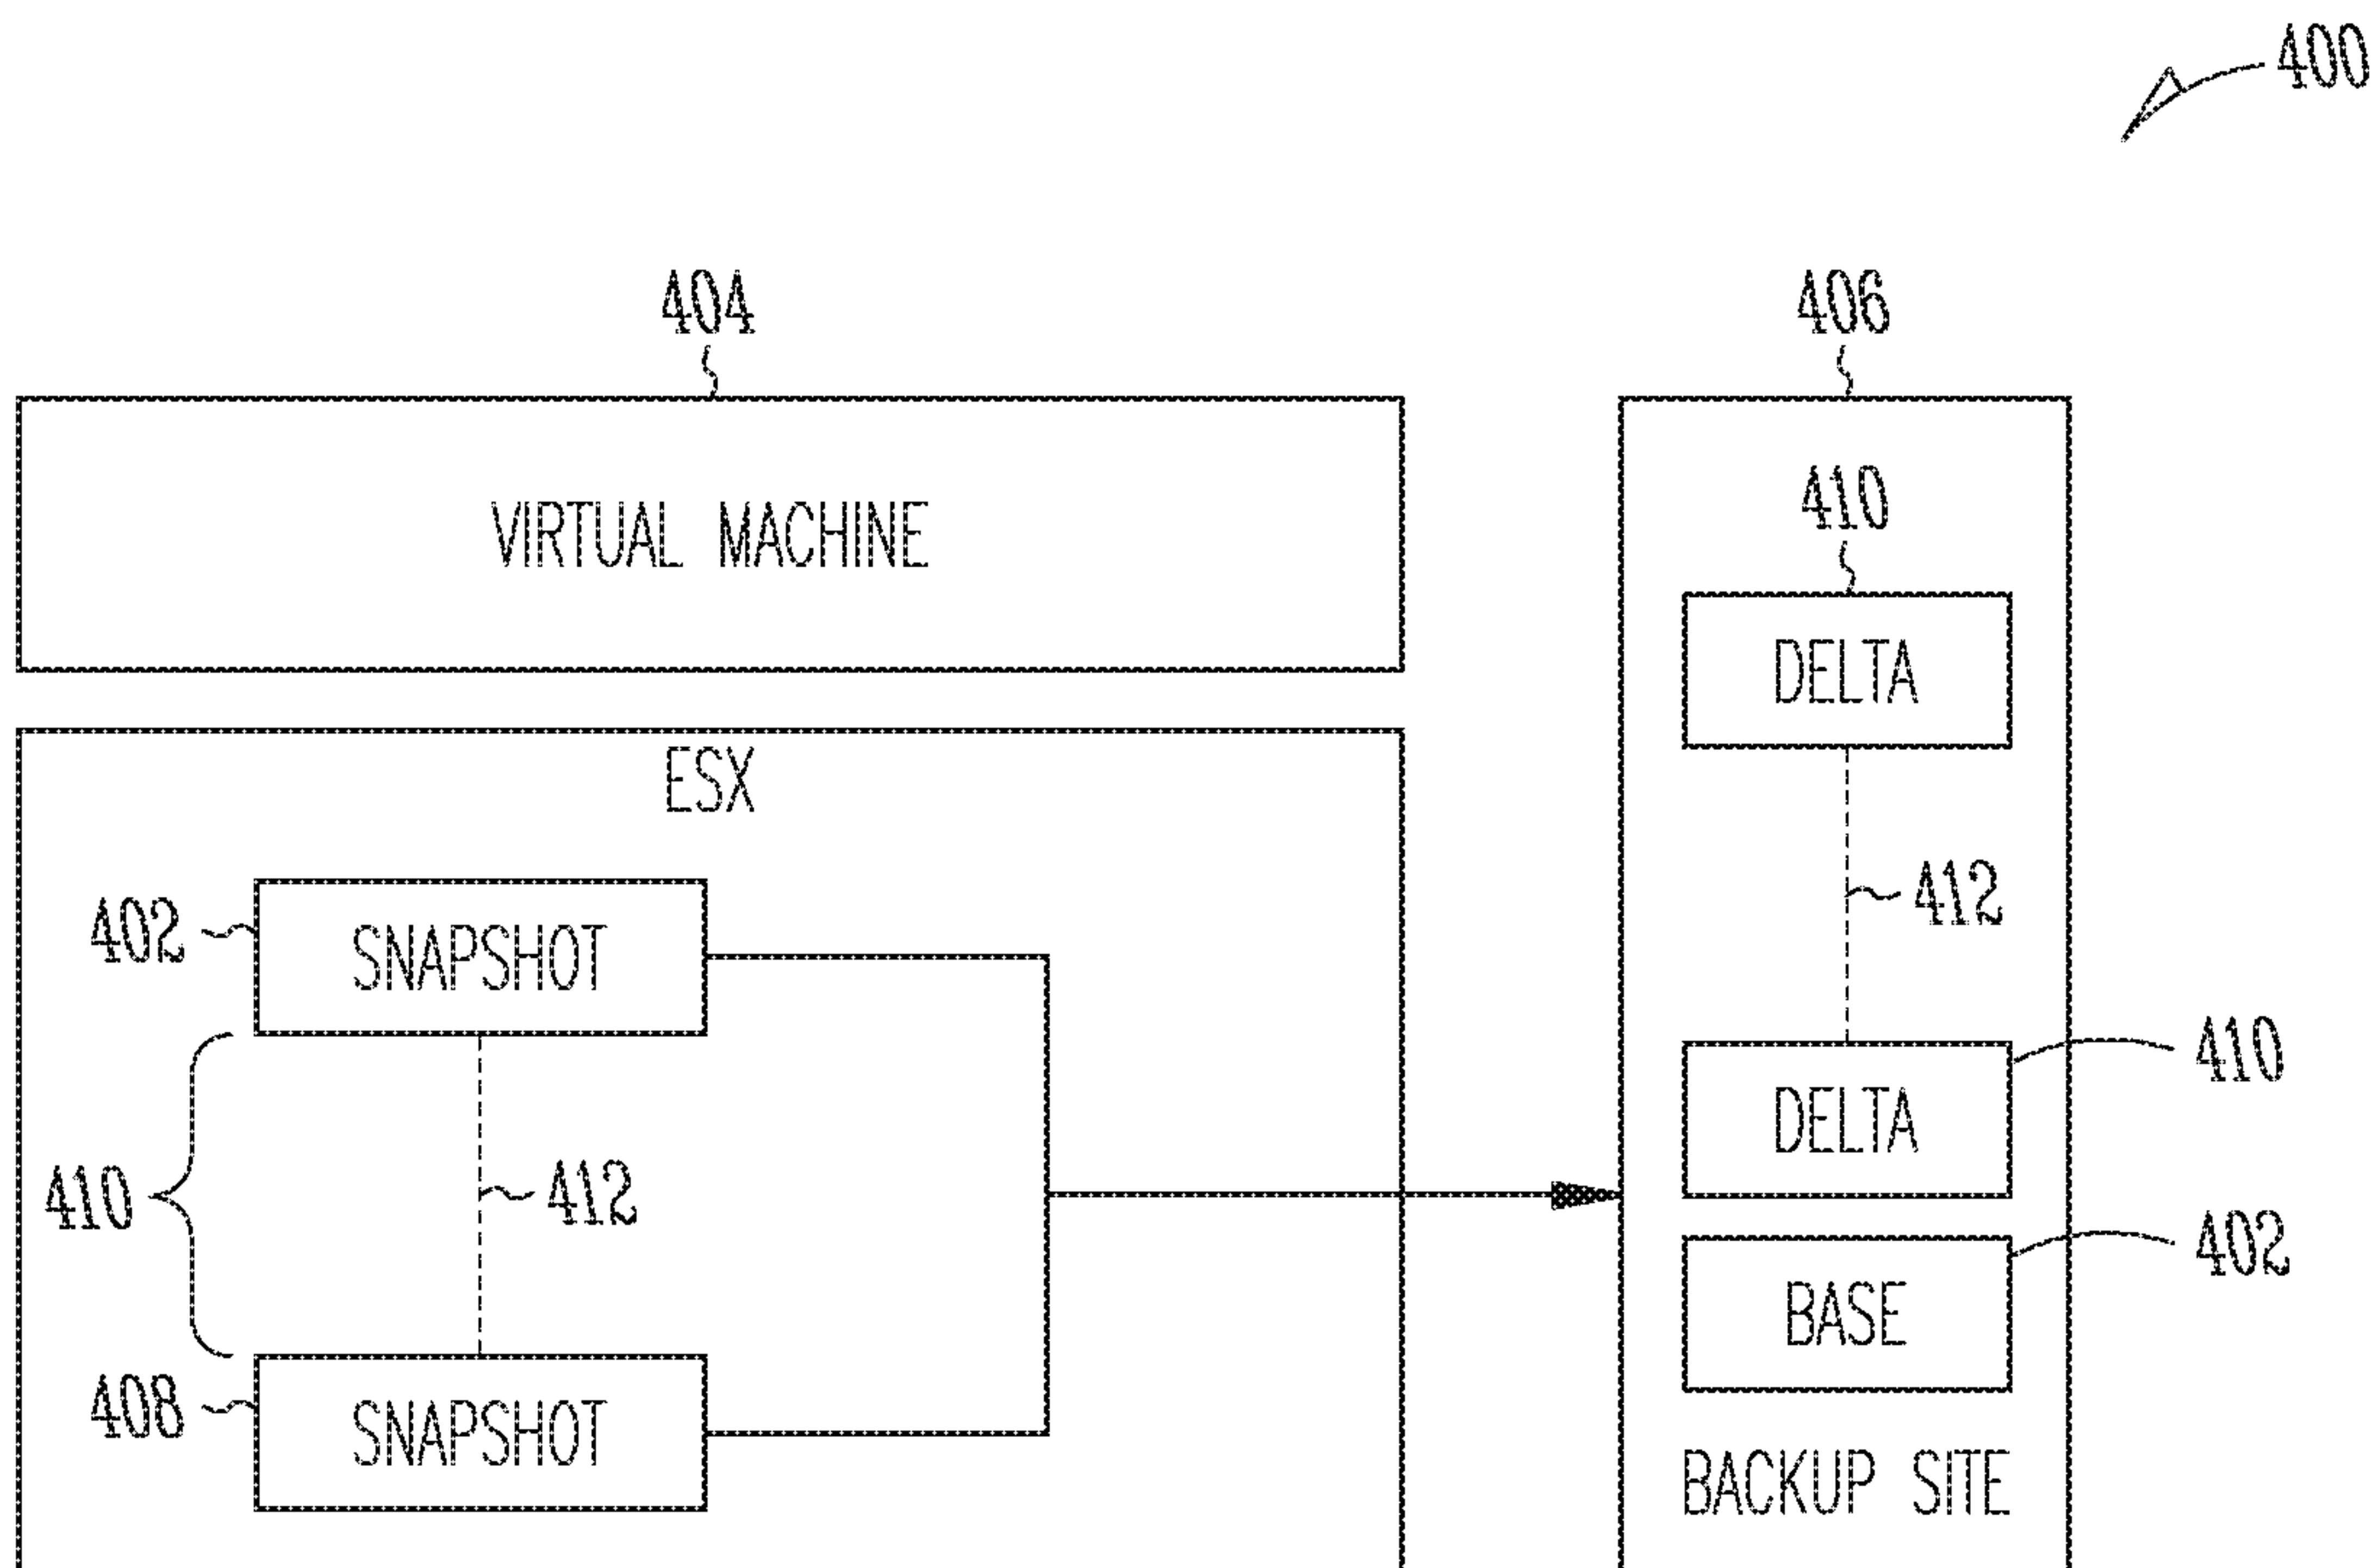 400
404
406
VIRTUAL MACHINE
410
DELTA
ESX
412
402
SNAPSHOT
410
DELTA
410
412
402
BASE
408
SNAPSHOT
BACKUP SITE